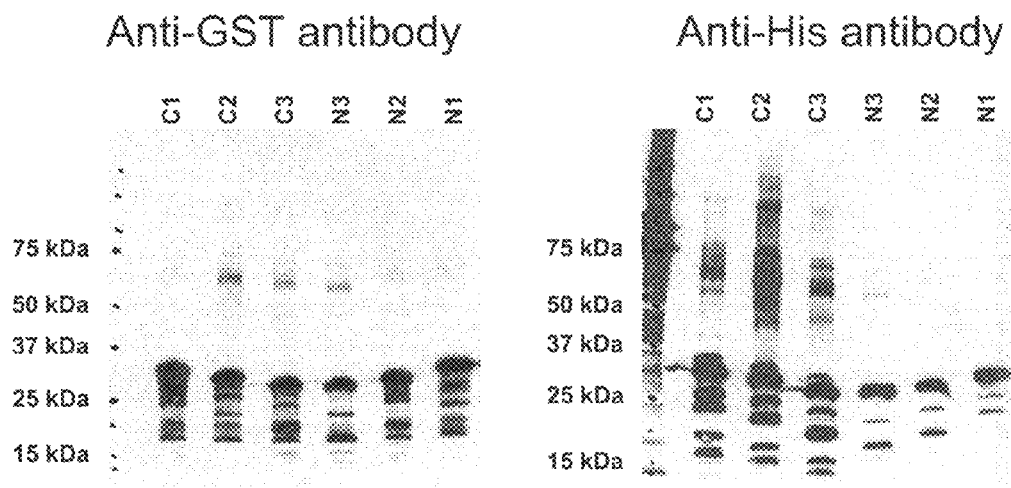 Anti-GST antibody
C1 C2 C3 N3 N2 N1
75 kDa
50 kDa
37 kDa
25 kDa
15 kDa
Anti-His antibody
C1 C2 C3 N3 N2 N1
75 kDa
50 kDa
37 kDa
25 kDa
15 kDa